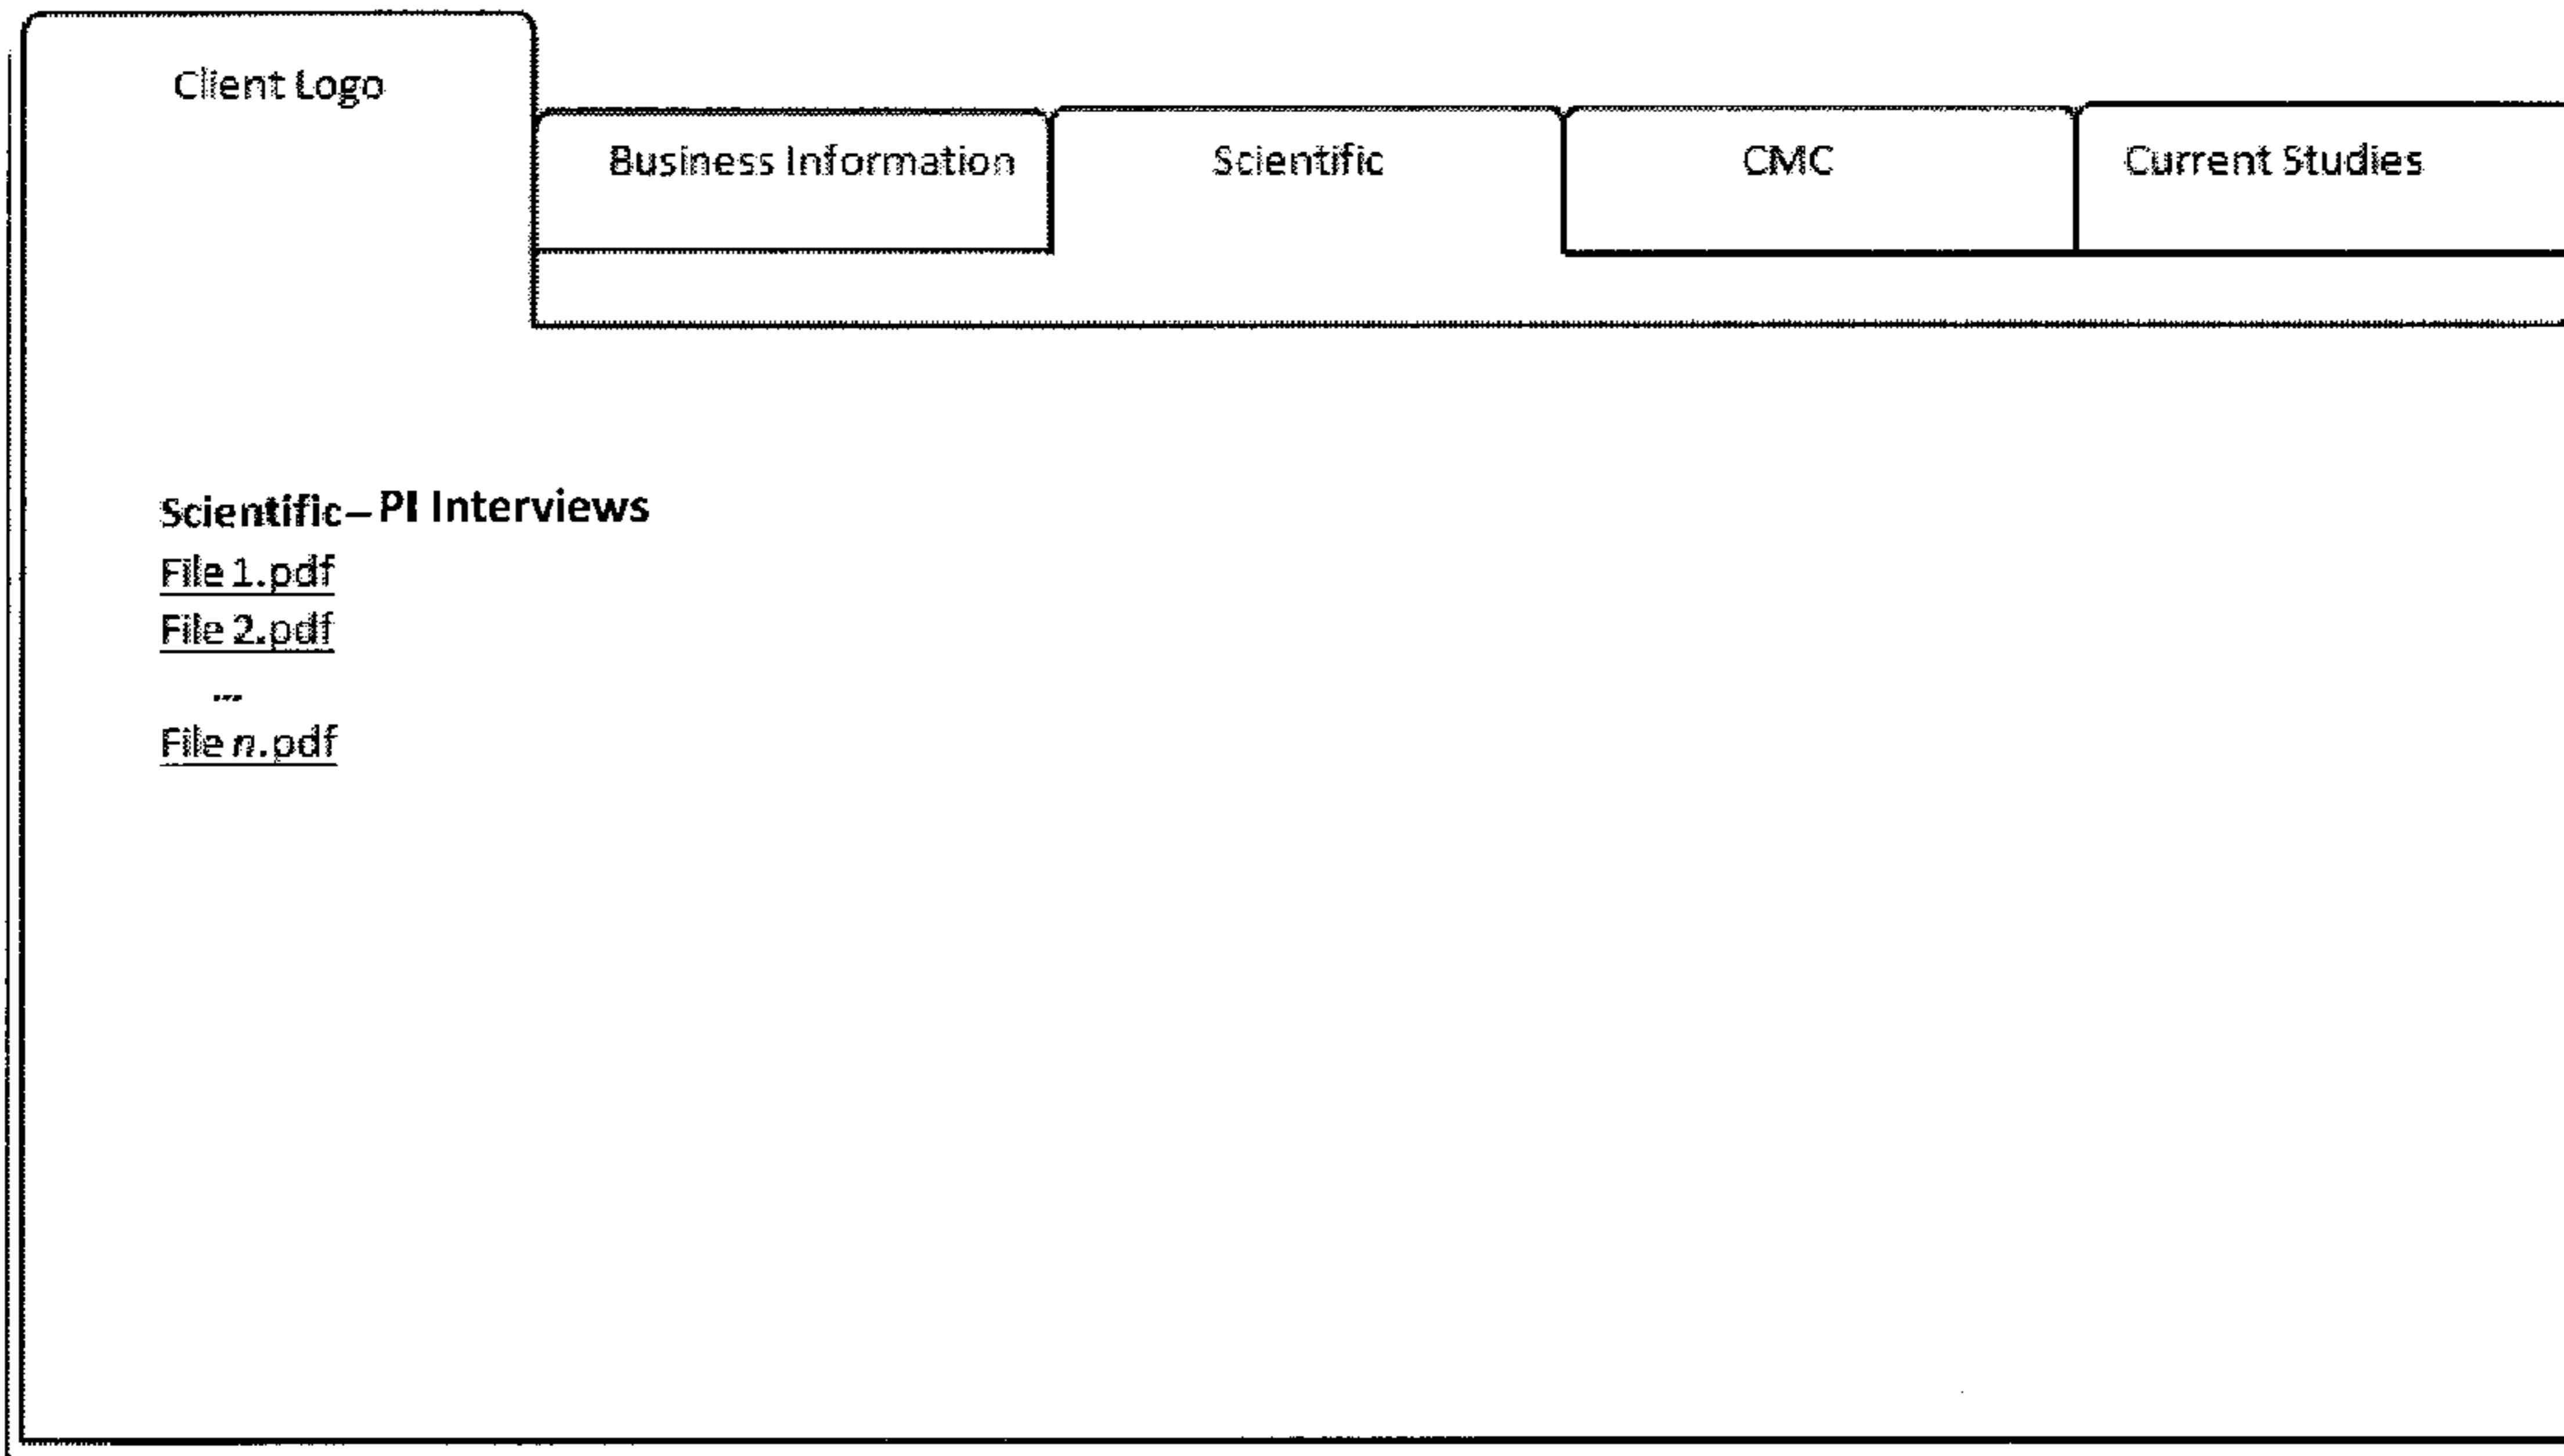 Client Logo
Business Information
Scientific
CMC
Current Studies
Scientific– PI Interviews
File 1.pdf
File 2.pdf
...
File n.pdf